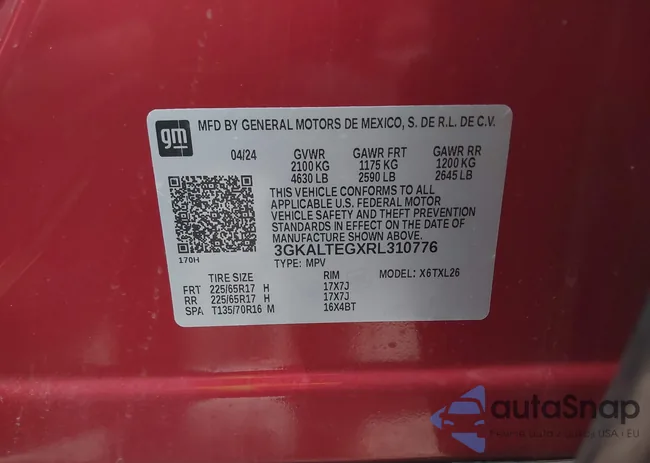 gm
MFD BY GENERAL MOTORS DE MEXICO, S. DE R.L. DE C.V.
04/24 GVWR GAWR FRT GAWR RR
2100 KG 1175 KG 1200 KG
4630 LB 2590 LB 2645 LB
THIS VEHICLE CONFORMS TO ALL
APPLICABLE U.S. FEDERAL MOTOR
VEHICLE SAFETY AND THEFT PREVENTION
STANDARDS IN EFFECT ON THE DATE OF
MANUFACTURE SHOWN ABOVE.
3GKALTEGXRL310776
170H
TYPE: MPV
TIRE SIZE RIM MODEL: X6TXL26
FRT 225/65R17 H 17X7J
RR 225/65R17 H 17X7J
SPA T135/70R16 M 16X4BT
autaSnap
USA - EU